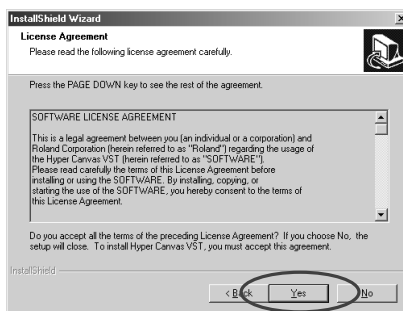 InstallShield Wizard
License Agreement
Please read the following license agreement carefully.
Press the PAGE DOWN key to see the rest of the agreement.
SOFTWARE LICENSE AGREEMENT
This is a legal agreement between you (an individual or a corporation) and
Roland Corporation (herein referred to as "Roland") regarding the usage of
the Hyper Canvas VST (herein referred to as "SOFTWARE").
Please read carefully the terms of this License Agreement before
installing or using the SOFTWARE. By installing, copying, or
starting the use of the SOFTWARE, you hereby consent to the terms of
this License Agreement.
Do you accept all the terms of the preceding License Agreement? If you choose No, the
setup will close. To install Hyper Canvas VST, you must accept this agreement.
InstallShield
< Back Yes No